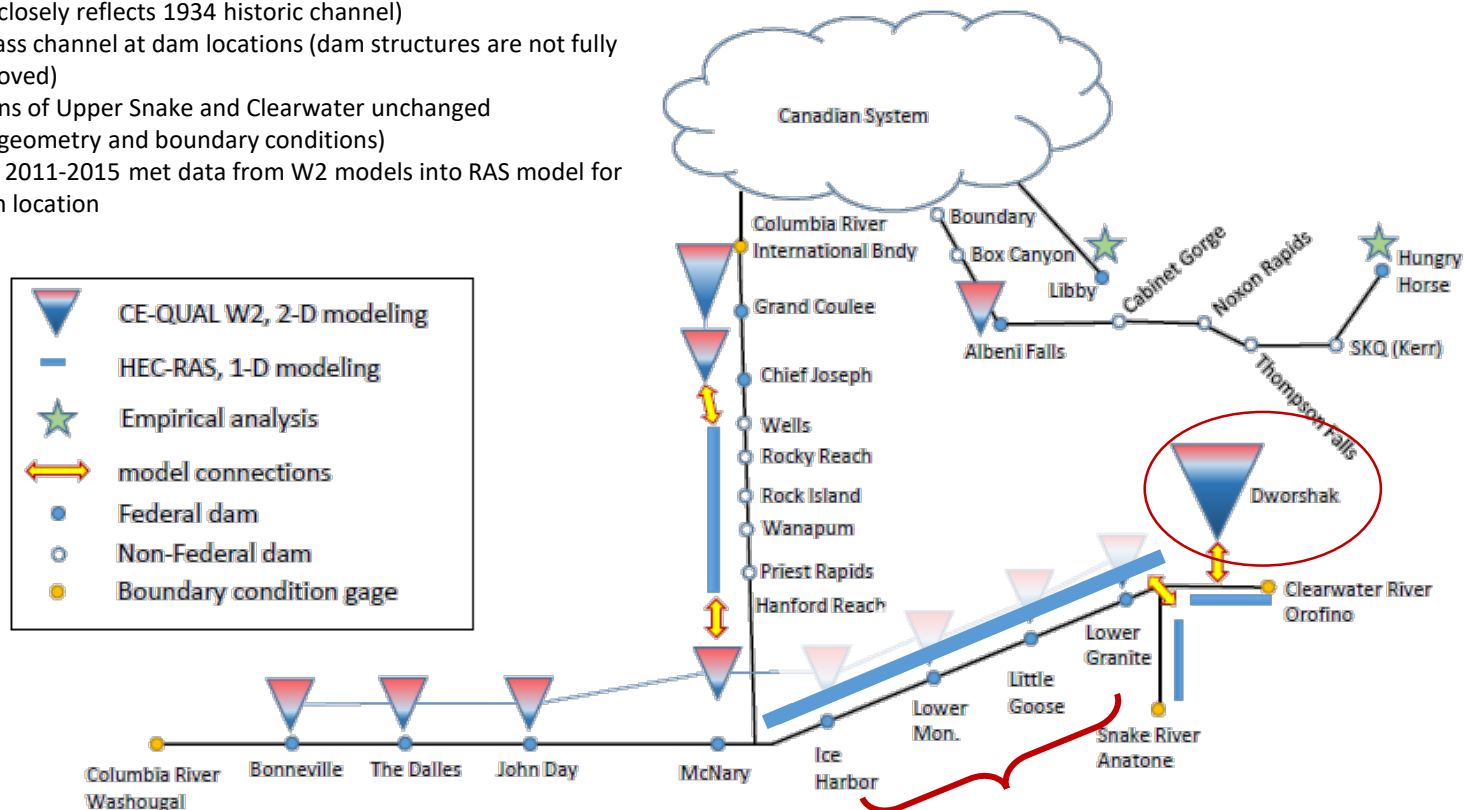 closely reflects 1934 historic channel)
ass channel at dam locations (dam structures are not fully
oved)
ns of Upper Snake and Clearwater unchanged
geometry and boundary conditions)
2011-2015 met data from W2 models into RAS model for
location
Canadian System
Columbia River
International Bndy
Grand Coulee
Chief Joseph
Wells
Rocky Reach
Rock Island
Wanapum
Priest Rapids
Hanford Reach
Boundary
Box Canyon
Libby
Albeni Falls
Cabinet Gorge
Noxon Rapids
Hungry
Horse
SKQ (Kerr)
Thompson Falls
Dworshak
CE-QUAL W2, 2-D modeling
HEC-RAS, 1-D modeling
Empirical analysis
model connections
Federal dam
Non-Federal dam
Boundary condition gage
Clearwater River
Orofino
Lower
Granite
Little
Goose
Lower
Mon.
Ice
Harbor
Snake River
Anatone
McNary
John Day
The Dalles
Bonneville
Columbia River
Washougal